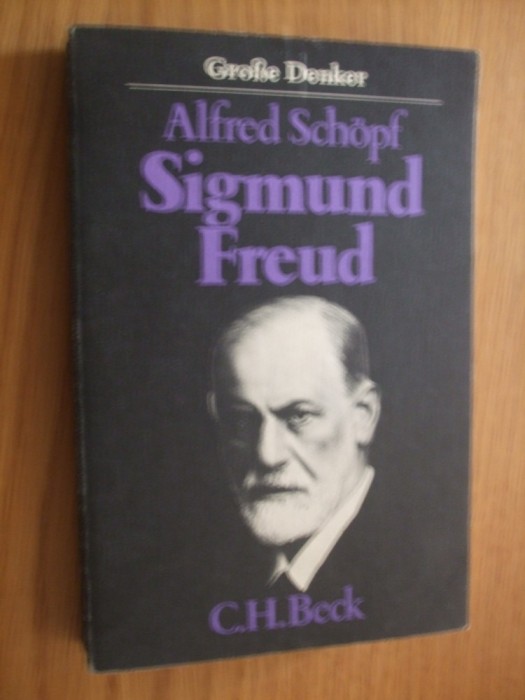 Große Denker
Alfred Schöpf
Sigmund
Freud
C.H.Beck